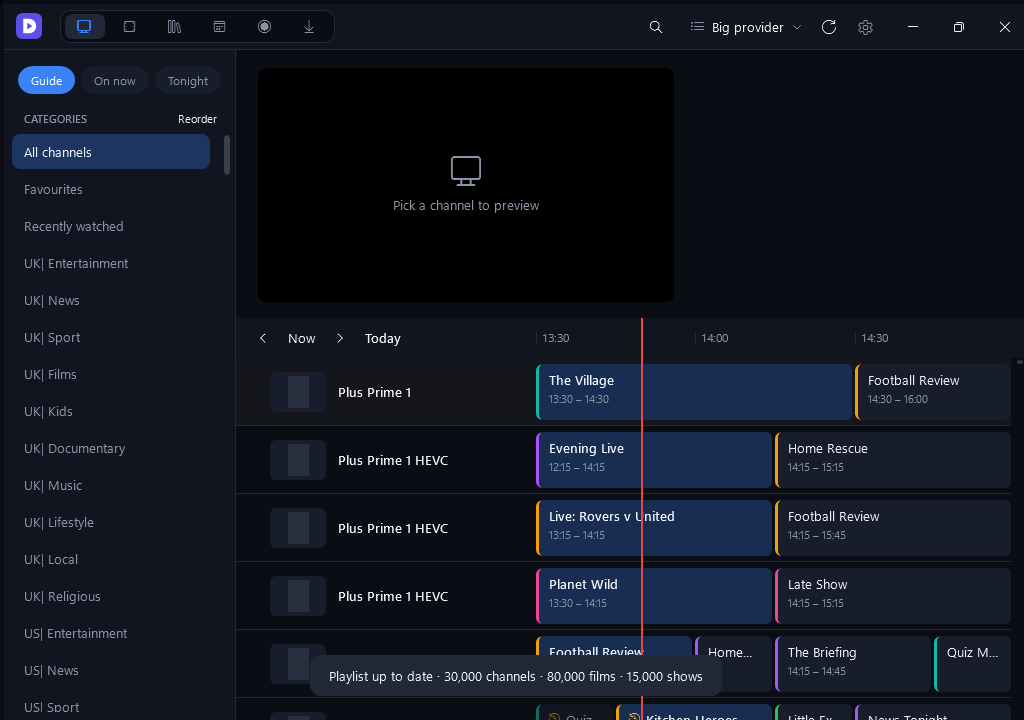 Big provider
Guide
On now
Tonight
CATEGORIES
Reorder
All channels
Favourites
Recently watched
UK| Entertainment
UK| News
UK| Sport
UK| Films
UK| Kids
UK| Documentary
UK| Music
UK| Lifestyle
UK| Local
UK| Religious
US| Entertainment
US| News
US| Sport
Pick a channel to preview
Now
Today
13:30
14:00
14:30
Plus Prime 1
The Village
13:30 – 14:30
Football Review
14:30 – 16:00
Plus Prime 1 HEVC
Evening Live
12:15 – 14:15
Home Rescue
14:15 – 15:15
Plus Prime 1 HEVC
Live: Rovers v United
13:15 – 14:15
Football Review
14:15 – 15:45
Plus Prime 1 HEVC
Planet Wild
13:30 – 14:15
Late Show
14:15 – 15:15
Football Review
Home...
The Briefing
14:15 – 14:45
Quiz M...
Playlist up to date · 30,000 channels · 80,000 films · 15,000 shows
Quiz
Kitchen Heroes
Little Ex
News Tonight